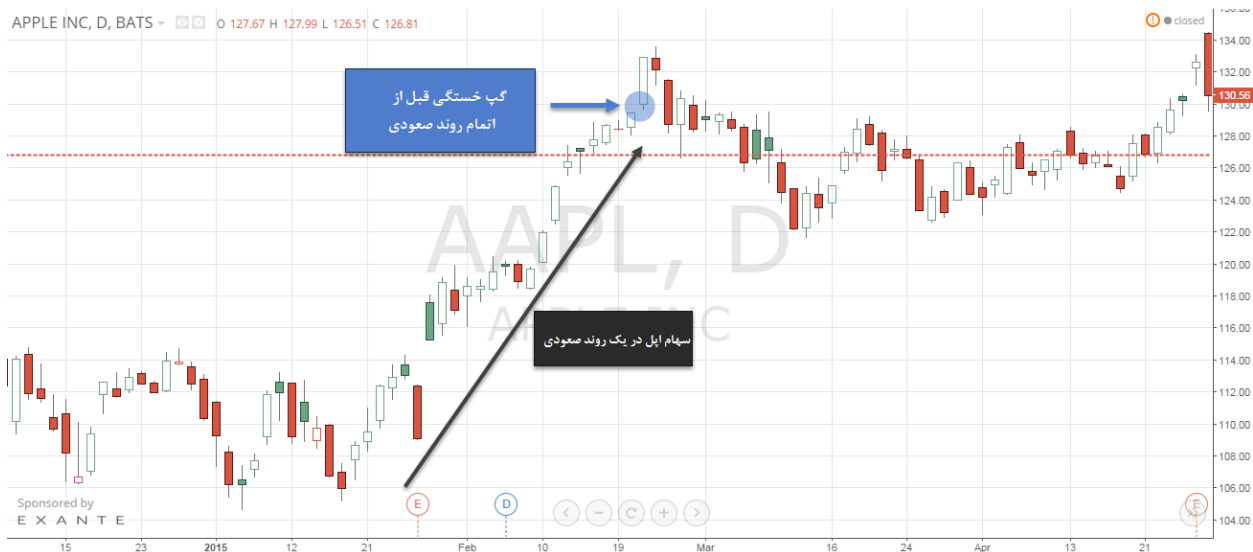 APPLE INC, D, BATS
O 127.67 H 127.99 L 126.51 C 126.81
closed
گپ خستگی قبل از
اتمام روند صعودی
AAPL, D
APPLE INC
سهام اپل در یک روند صعودی
134.00
132.00
130.56
130.00
128.00
126.00
124.00
122.00
120.00
118.00
116.00
114.00
112.00
110.00
108.00
106.00
104.00
Sponsored by
EXANTE
E
D
E
15
23
2015
12
21
Feb
10
19
Mar
16
24
Apr
13
21